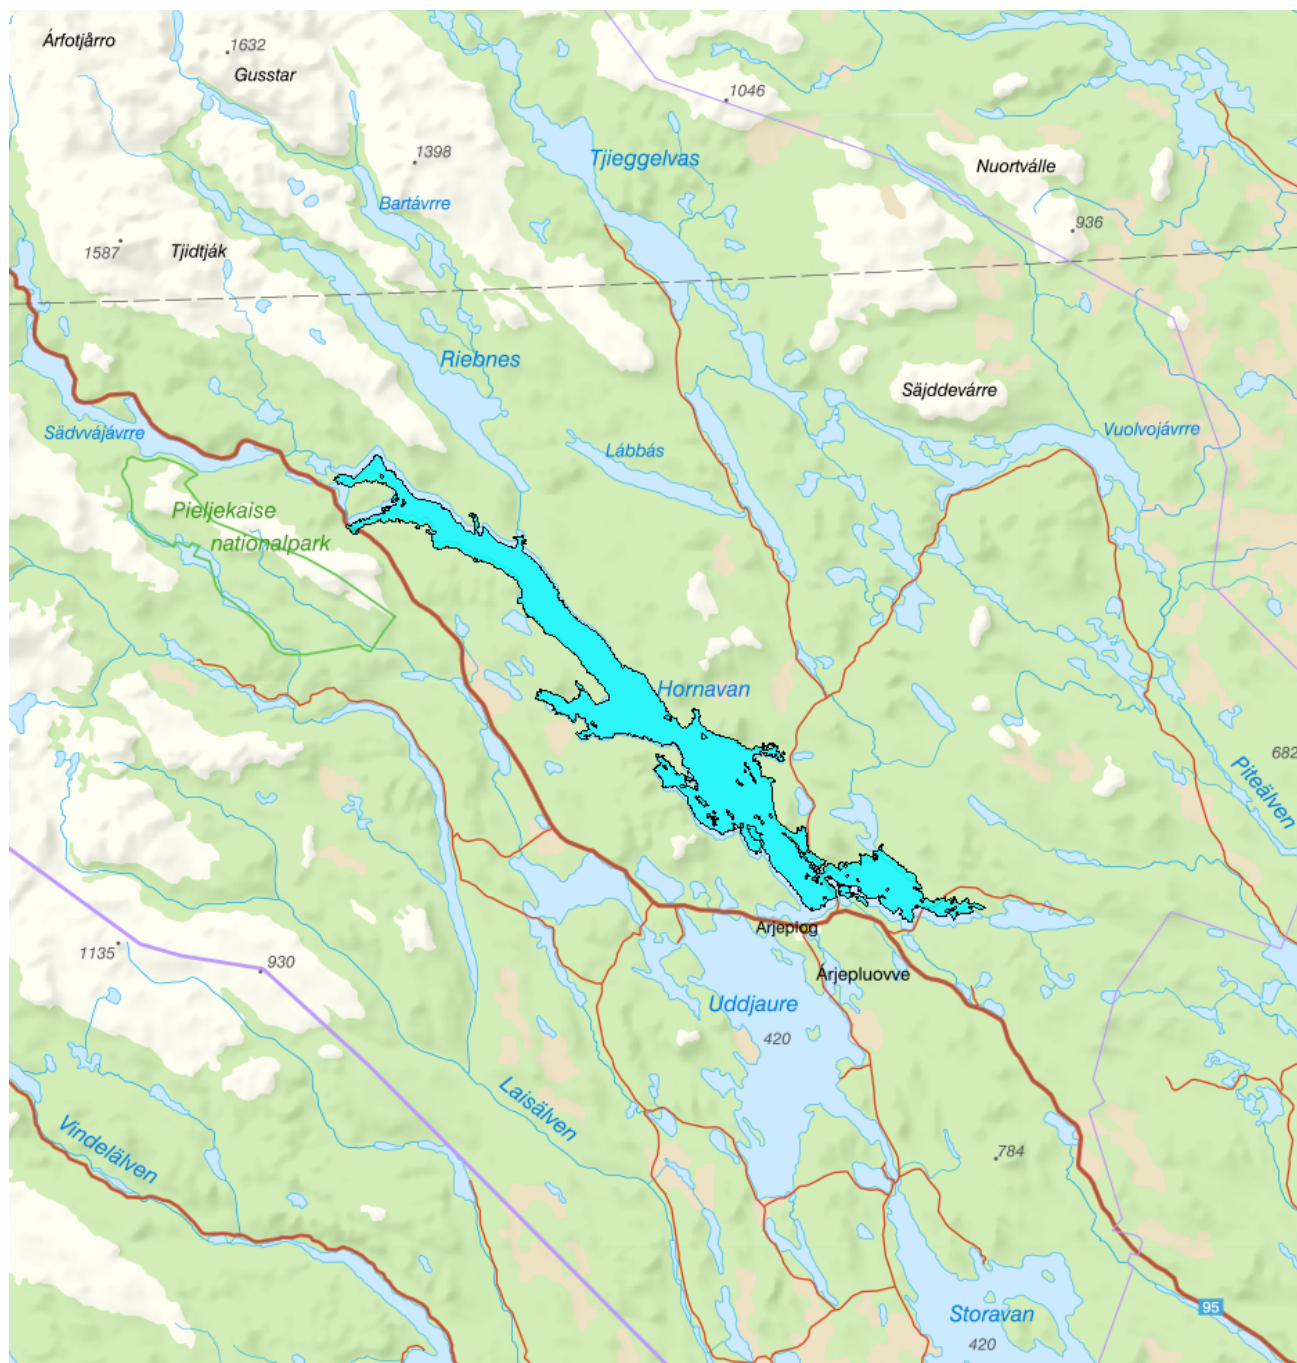 Árfotjårro
1632
Gusstar
1046
1398
Tjieggelvas
Nuortválle
Bartávrre
936
1587
Tjidtják
Riebnes
Säjddevárre
Sädvvájávrre
Vuolvojávrre
Lábbás
Pieljekaise
nationalpark
Hornavan
682
Piteälven
Arjeplog
1135
930
Árjepluovve
Uddjaure
420
Laisälven
Vindelälven
784
95
Storavan
420